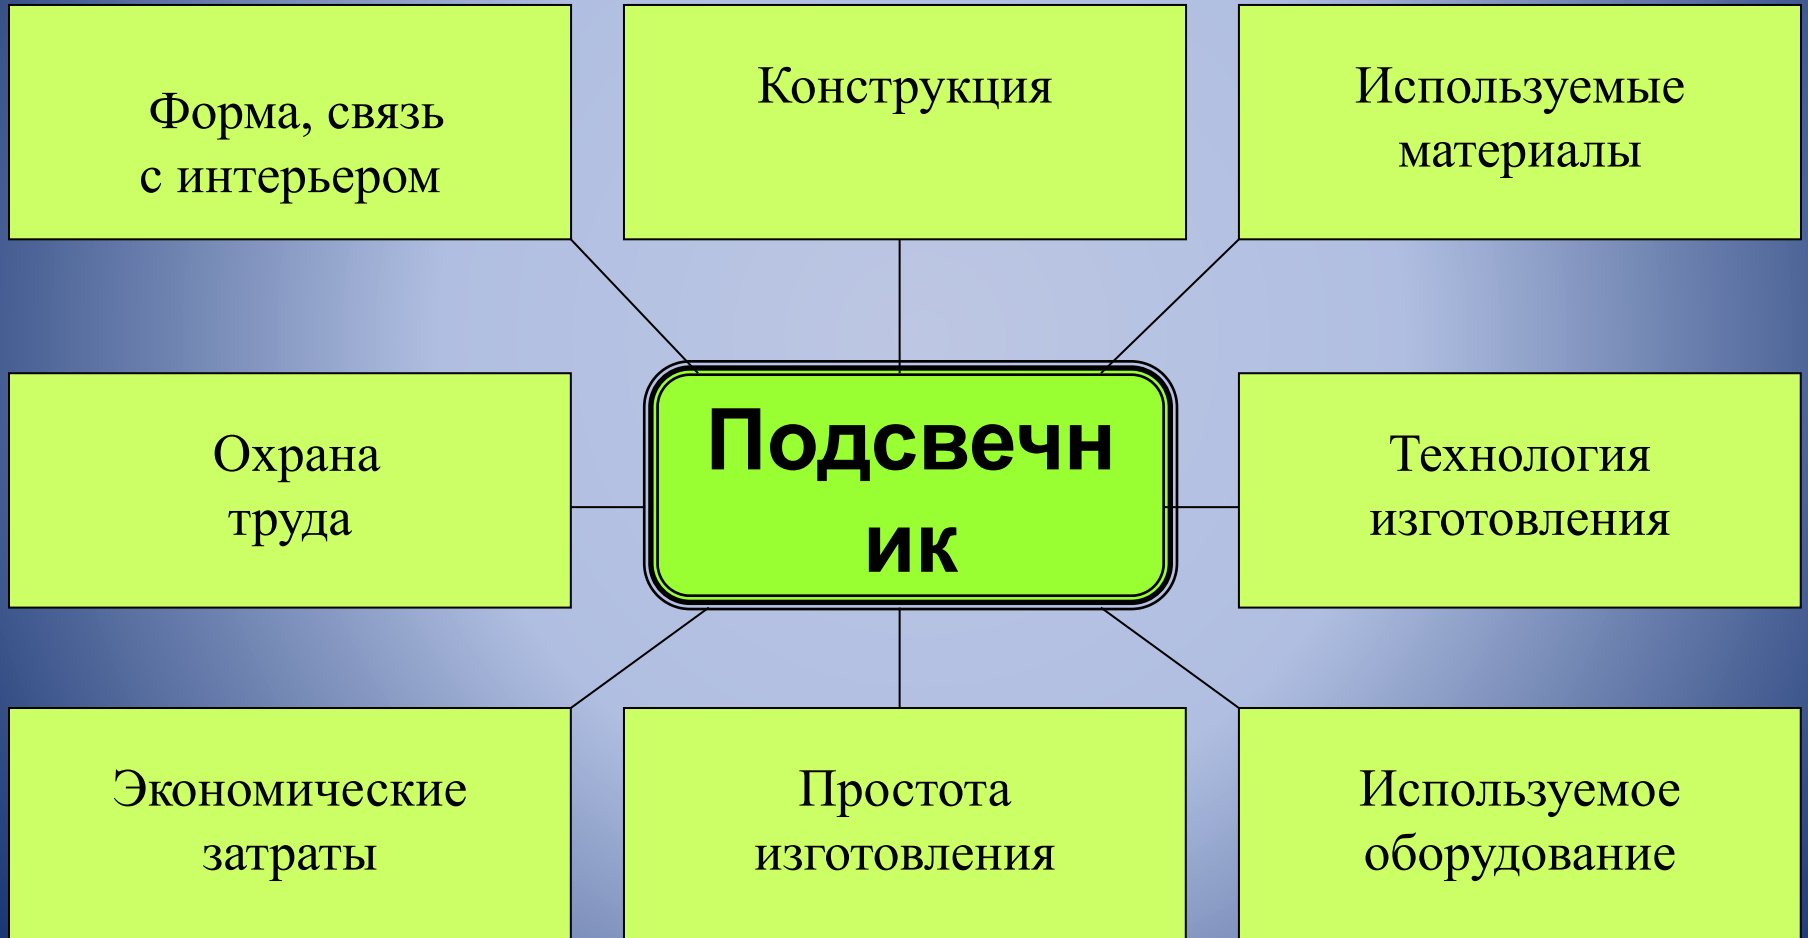 Форма, связь
с интерьером
Конструкция
Используемые
материалы
Охрана
труда
Подсвечн
ик
Технология
изготовления
Экономические
затраты
Простота
изготовления
Используемое
оборудование